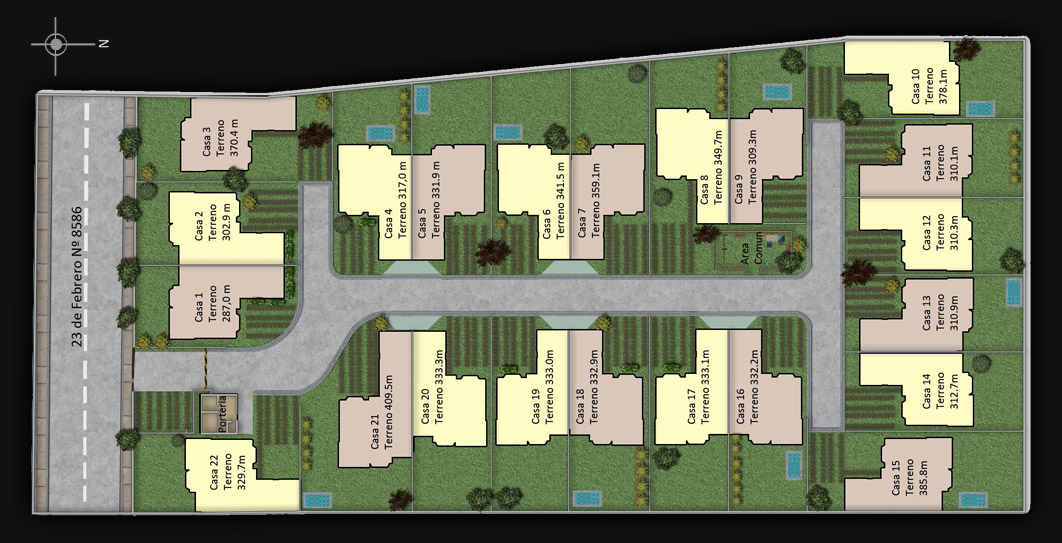 N
23 de Febrero Nº 8586
Casa 3
Terreno
370.4 m
Casa 2
Terreno
302.9 m
Casa 1
Terreno
287,0 m
Portería
Casa 22
Terreno
329.7m
Casa 4
Terreno 317,0 m
Casa 5
Terreno 331.9 m
Casa 6
Terreno 341.5 m
Casa 7
Terreno 359.1m
Casa 8
Terreno 349.7m
Casa 9
Terreno 309.3m
Area
Comun
Casa 10
Terreno
378.1m
Casa 11
Terreno
310.1m
Casa 12
Terreno
310.3m
Casa 13
Terreno
310.9m
Casa 14
Terreno
312.7m
Casa 15
Terreno
385.8m
Casa 21
Terreno 409.5m
Casa 20
Terreno 333.3m
Casa 19
Terreno 333.0m
Casa 18
Terreno 332.9m
Casa 17
Terreno 333.1m
Casa 16
Terreno 332.2m